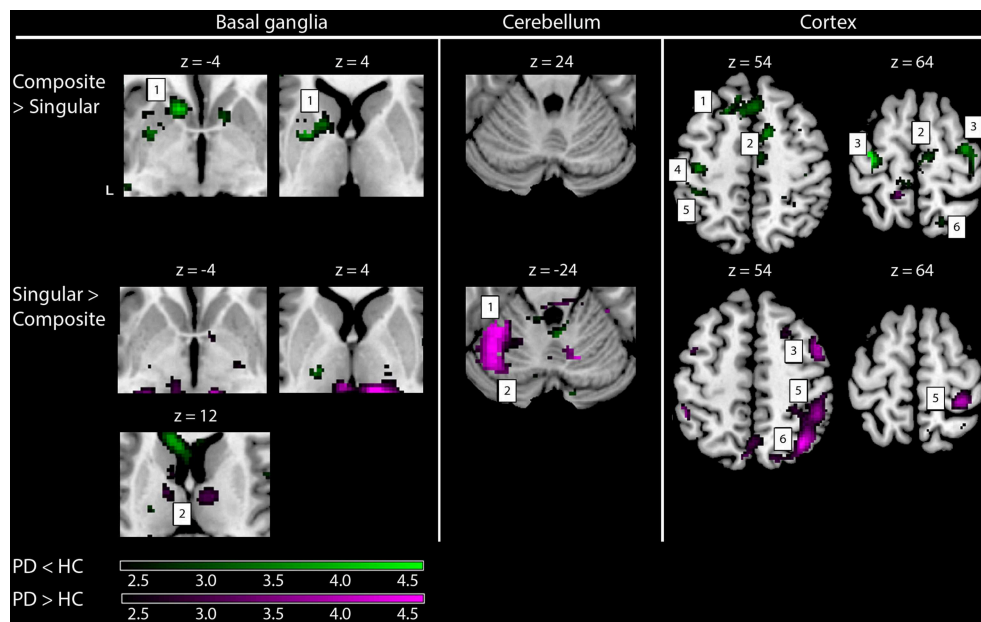 Basal ganglia Cerebellum Cortex
z = -4 z = 4 z = 24 z = 54 z = 64
Composite
> Singular
1 1 1 2 4 5 3 2 3 6
L
z = -4 z = 4 z = -24 z = 54 z = 64
Singular >
Composite
1 2 3 5 6 5
z = 12
2
PD < HC
2.5 3.0 3.5 4.0 4.5
PD > HC
2.5 3.0 3.5 4.0 4.5